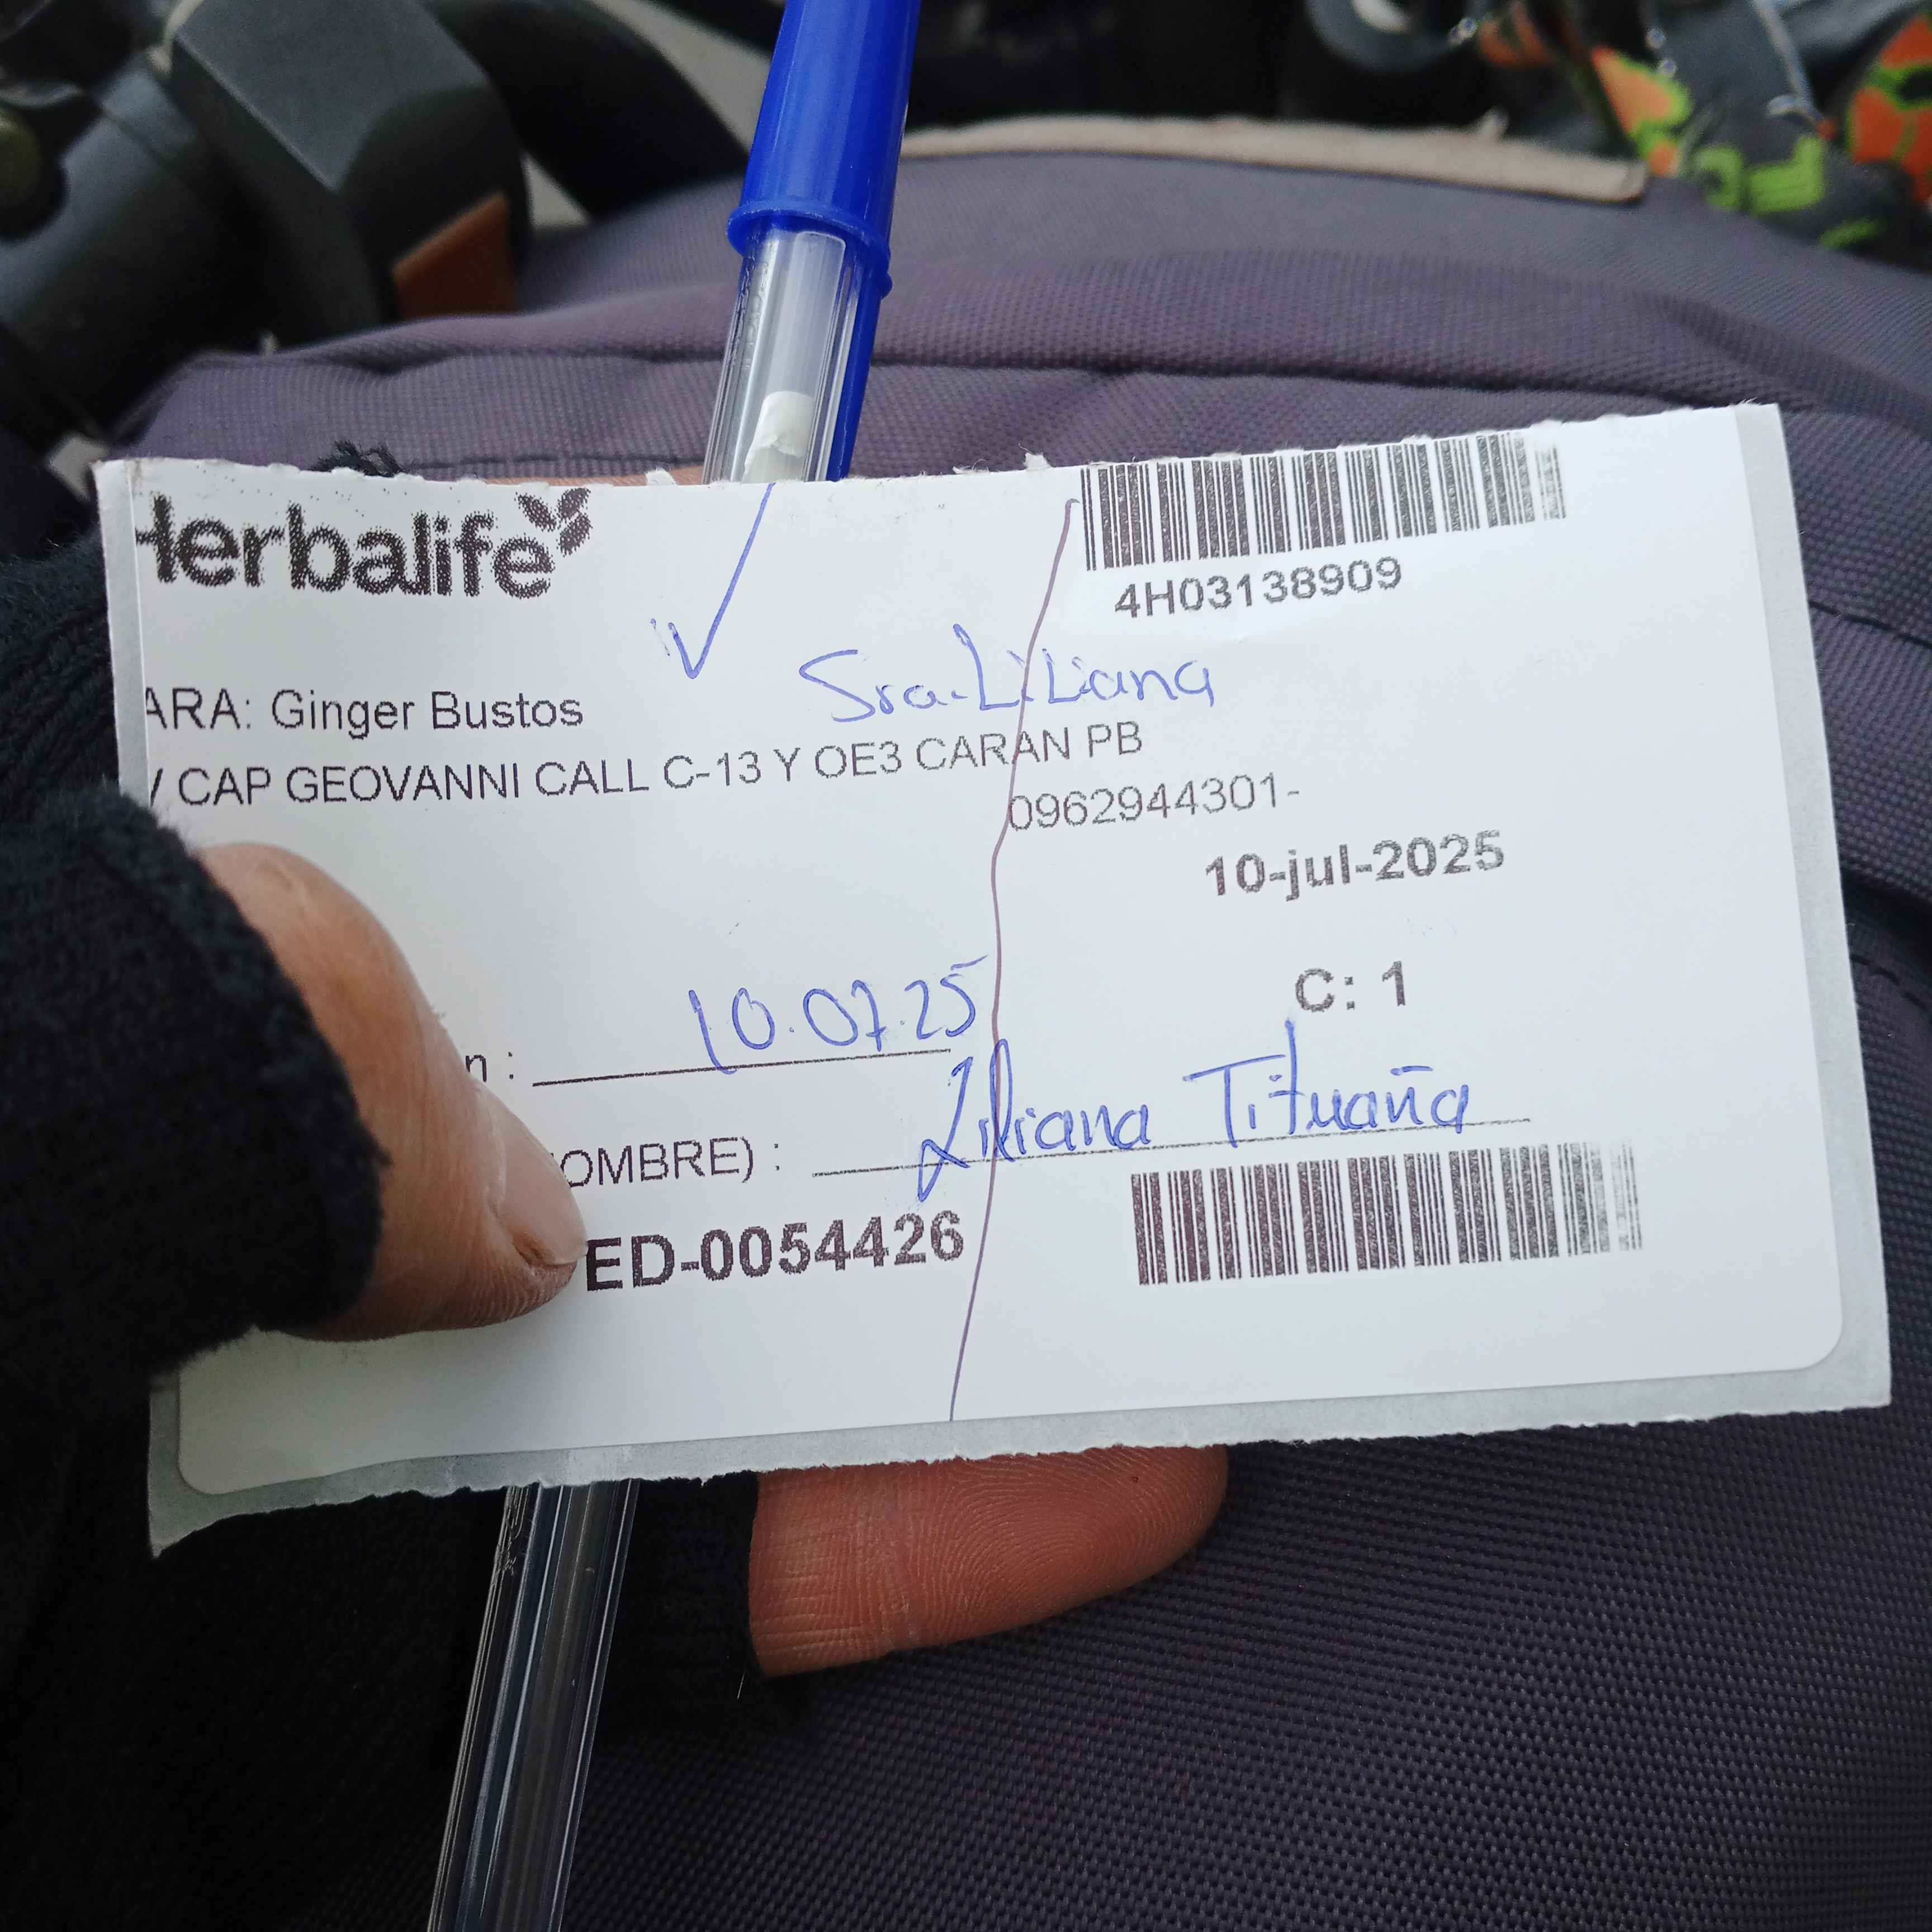 Herbalife
4H03138909
Sra. Liliana
ARA: Ginger Bustos
/ CAP GEOVANNI CALL C-13 Y OE3 CARAN PB
0962944301-
10-jul-2025
C: 1
n : 10.07.25
OMBRE) : Liliana Tituaña
ED-0054426